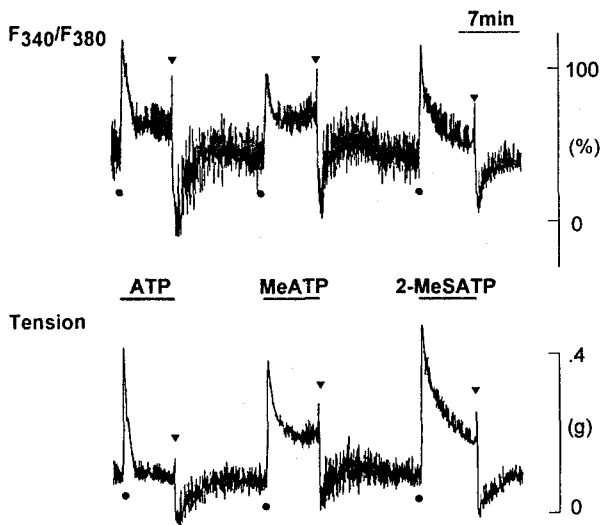 F340/F380
7min
100
(%)
0
ATP MeATP 2-MeSATP
Tension
.4
(g)
0